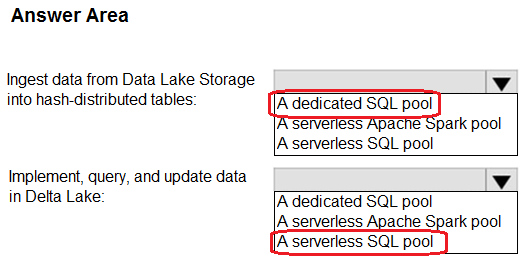 Answer Area
Ingest data from Data Lake Storage
into hash-distributed tables:
A dedicated SQL pool
A serverless Apache Spark pool
A serverless SQL pool
Implement, query, and update data
in Delta Lake:
A dedicated SQL pool
A serverless Apache Spark pool
A serverless SQL pool